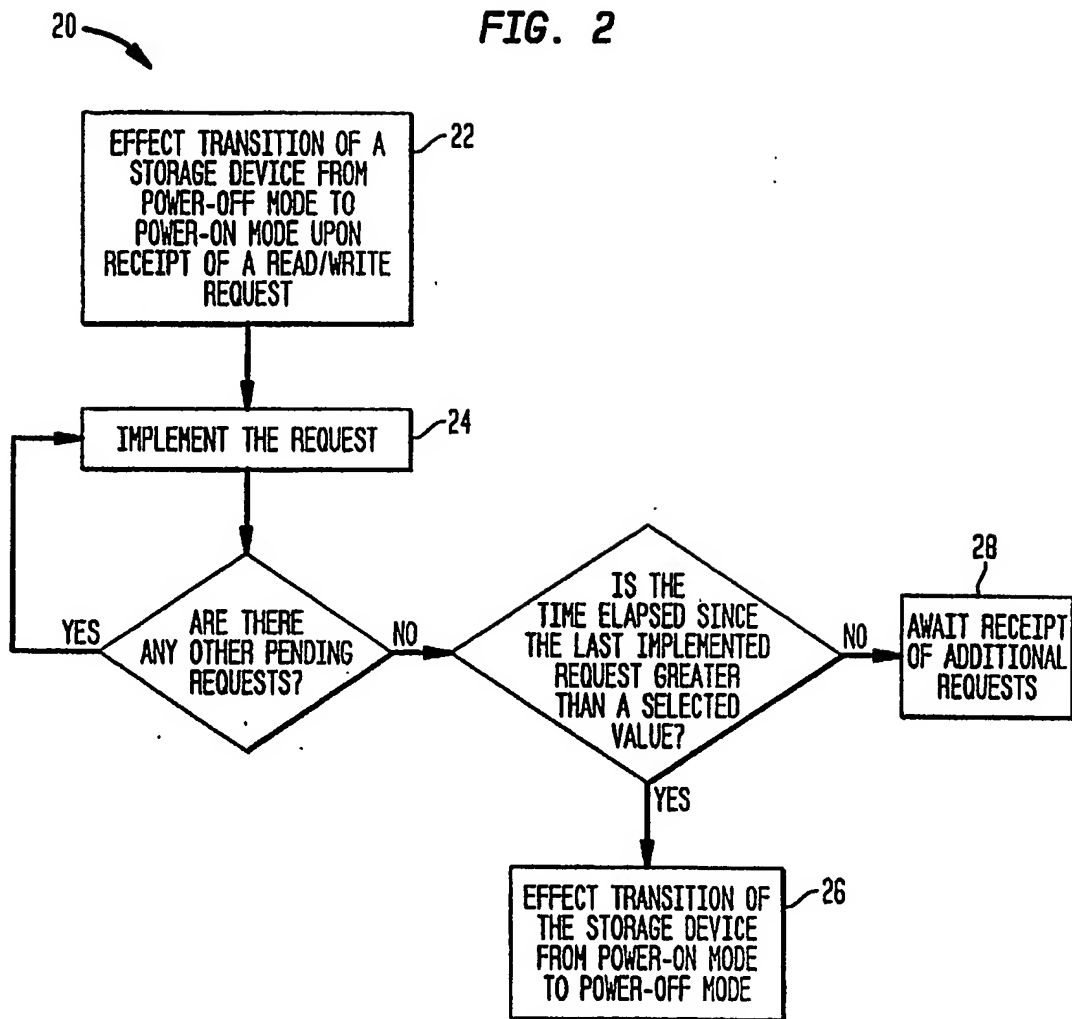 FIG. 2
20
EFFECT TRANSITION OF A
STORAGE DEVICE FROM
POWER-OFF MODE TO
POWER-ON MODE UPON
RECEIPT OF A READ/WRITE
REQUEST
22
IMPLEMENT THE REQUEST
24
ARE THERE
ANY OTHER PENDING
REQUESTS?
YES
NO
IS THE
TIME ELAPSED SINCE
THE LAST IMPLEMENTED
REQUEST GREATER
THAN A SELECTED
VALUE?
NO
28
AWAIT RECEIPT
OF ADDITIONAL
REQUESTS
YES
EFFECT TRANSITION OF
THE STORAGE DEVICE
FROM POWER-ON MODE
TO POWER-OFF MODE
26